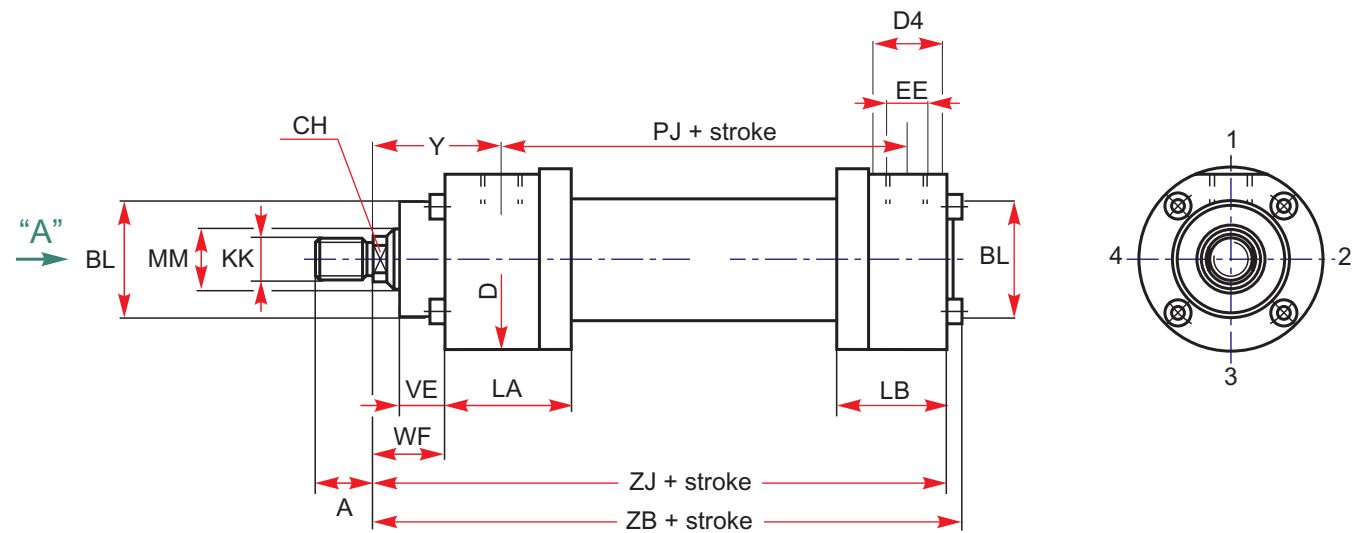 D4
EE
CH
Y
PJ + stroke
1
“A”
BL
MM
KK
BL
4
2
D
3
VE
LA
LB
WF
ZJ + stroke
A
ZB + stroke